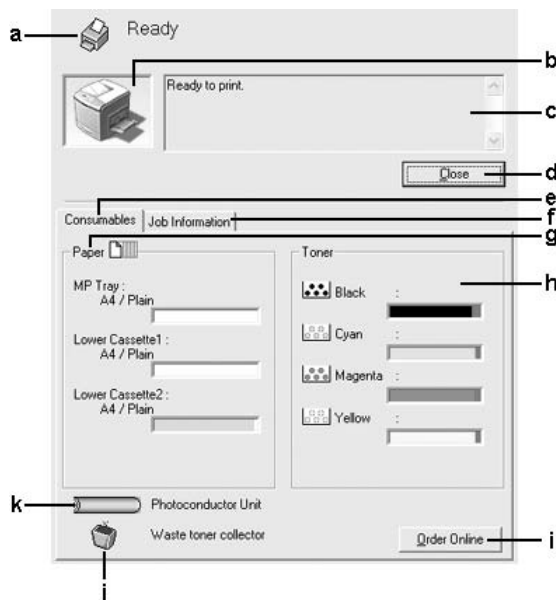 a
Ready
b
Ready to print.
c
Close
d
e
Consumables
Job Information
f
g
Paper
Toner
h
MP Tray :
A4 / Plain
Lower Cassette1 :
A4 / Plain
Lower Cassette2 :
A4 / Plain
Black :
Cyan :
Magenta :
Yellow :
k
Photoconductor Unit
Waste toner collector
Order Online
i
j